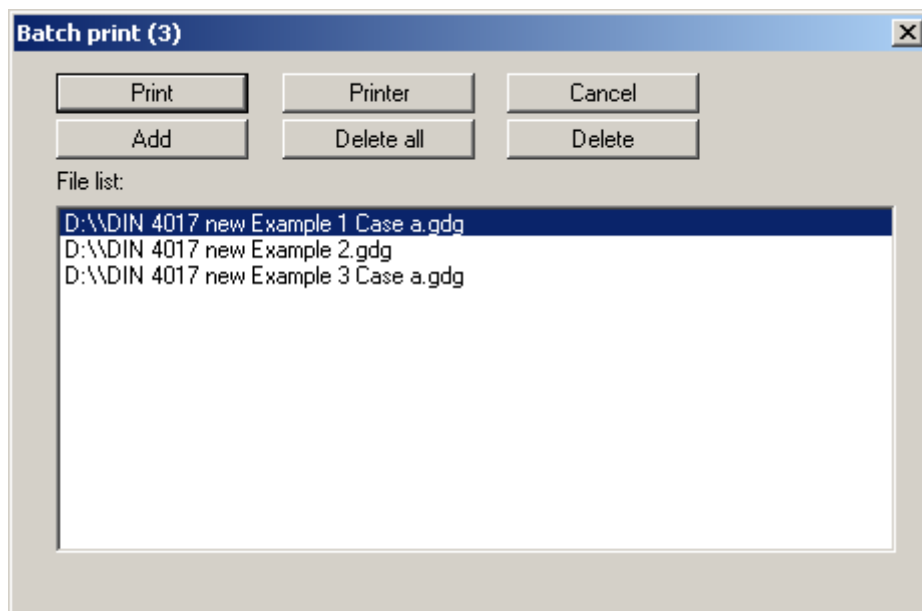 Batch print (3)
Print Printer Cancel
Add Delete all Delete
File list:
D:\\DIN 4017 new Example 1 Case a.gdg
D:\\DIN 4017 new Example 2.gdg
D:\\DIN 4017 new Example 3 Case a.gdg